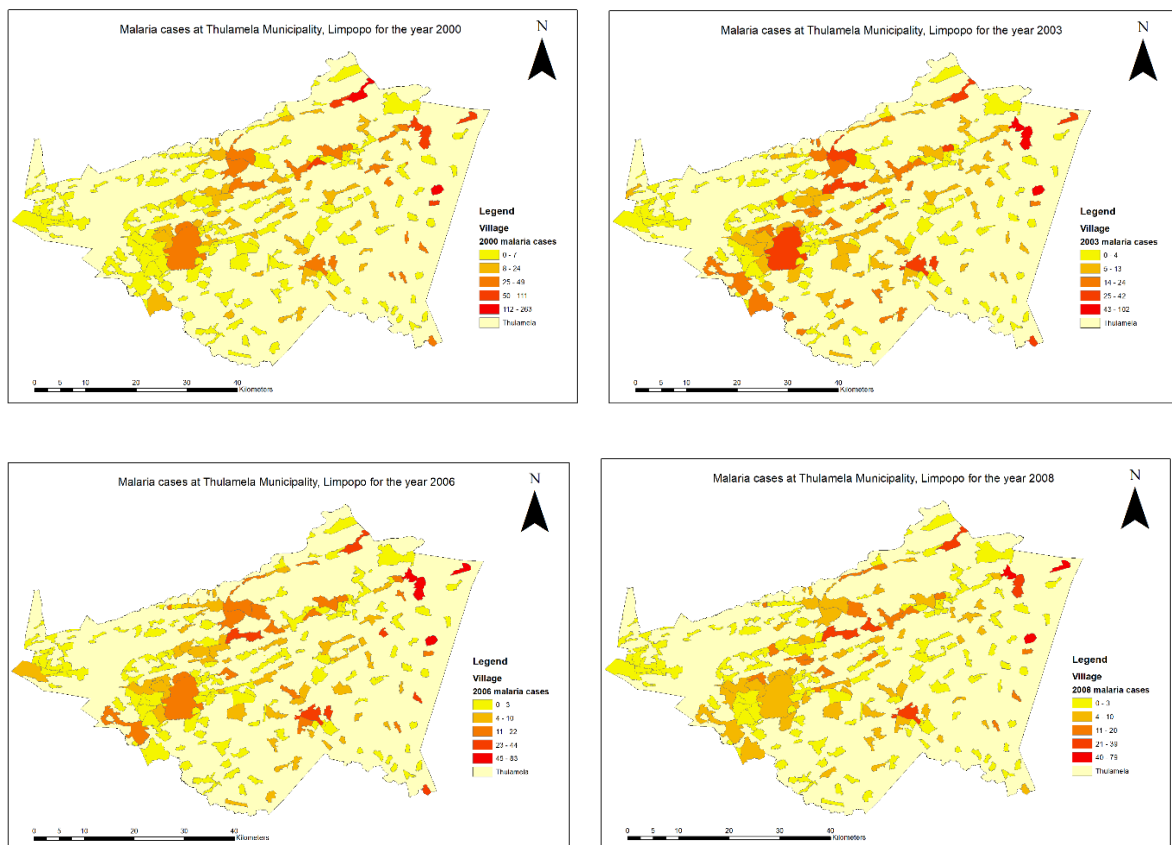 Malaria cases at Thulamela Municipality, Limpopo for the year 2000
N
Legend
Village
2000 malaria cases
0 - 7
8 - 24
25 - 49
50 - 111
112 - 263
Thulamela
0 5 10 20 30 40
Kilometers
Malaria cases at Thulamela Municipality, Limpopo for the year 2003
N
Legend
Village
2003 malaria cases
0 - 4
5 - 13
14 - 24
25 - 42
43 - 102
Thulamela
0 5 10 20 30 40
Kilometers
Malaria cases at Thulamela Municipality, Limpopo for the year 2006
N
Legend
Village
2006 malaria cases
0 - 3
4 - 10
11 - 22
23 - 44
Thulamela
0 5 10 20 30 40
Kilometers
Malaria cases at Thulamela Municipality, Limpopo for the year 2008
N
Legend
Village
malaria cases
0 - 3
4 - 10
11 - 20
21 - 39
40 - 79
Thulamela
0 5 10 20 30 40
Kilometers